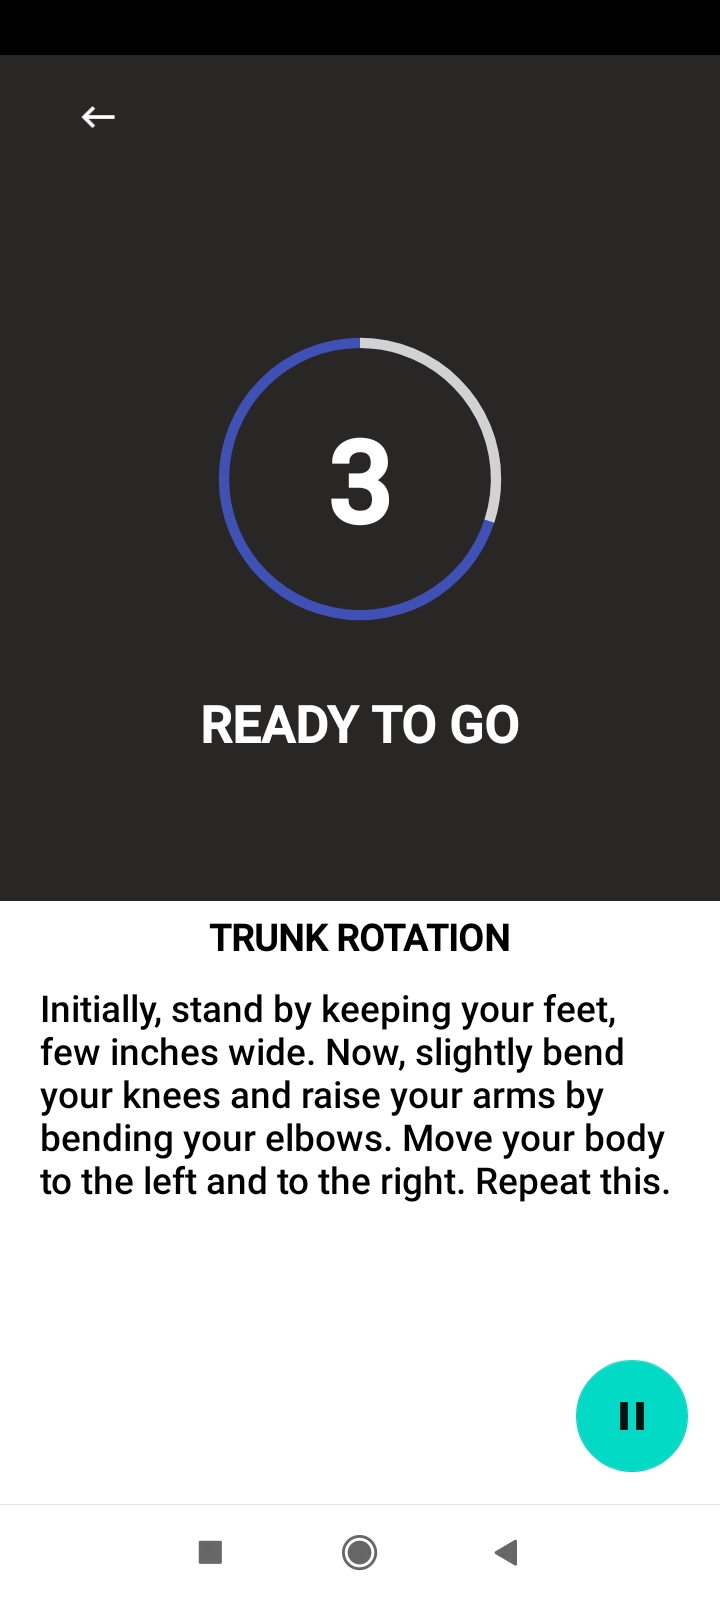 3
READY TO GO
TRUNK ROTATION
Initially, stand by keeping your feet,
few inches wide. Now, slightly bend
your knees and raise your arms by
bending your elbows. Move your body
to the left and to the right. Repeat this.